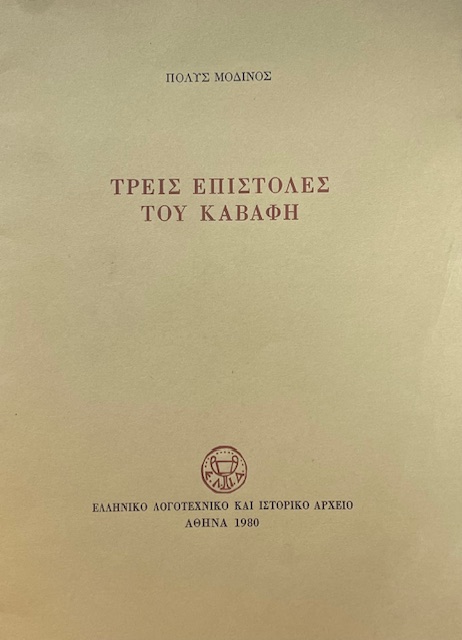 ΠΟΛΥΣ ΜΟΔΙΝΟΣ
ΤΡΕΙΣ ΕΠΙΣΤΟΛΕΣ
ΤΟΥ ΚΑΒΑΦΗ
Ε.Λ.Ι.Α.
ΕΛΛΗΝΙΚΟ ΛΟΓΟΤΕΧΝΙΚΟ ΚΑΙ ΙΣΤΟΡΙΚΟ ΑΡΧΕΙΟ
ΑΘΗΝΑ 1980